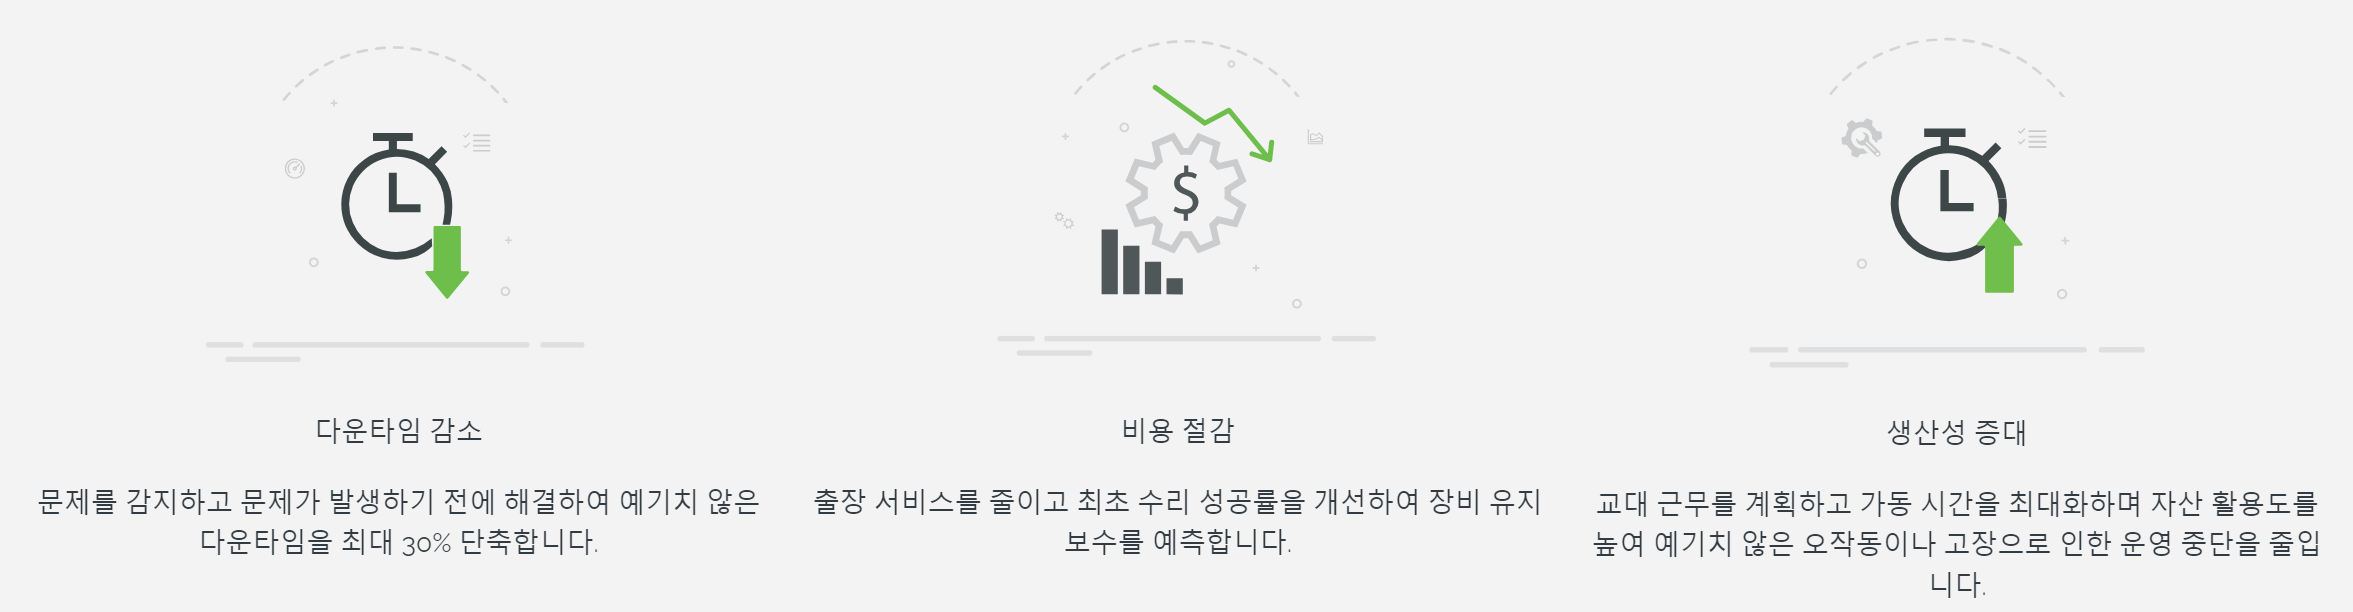 다운타임 감소
문제를 감지하고 문제가 발생하기 전에 해결하여 예기치 않은
다운타임을 최대 30% 단축합니다.
$
비용 절감
출장 서비스를 줄이고 최초 수리 성공률을 개선하여 장비 유지
보수를 예측합니다.
생산성 증대
교대 근무를 계획하고 가동 시간을 최대화하며 자산 활용도를
높여 예기치 않은 오작동이나 고장으로 인한 운영 중단을 줄입
니다.